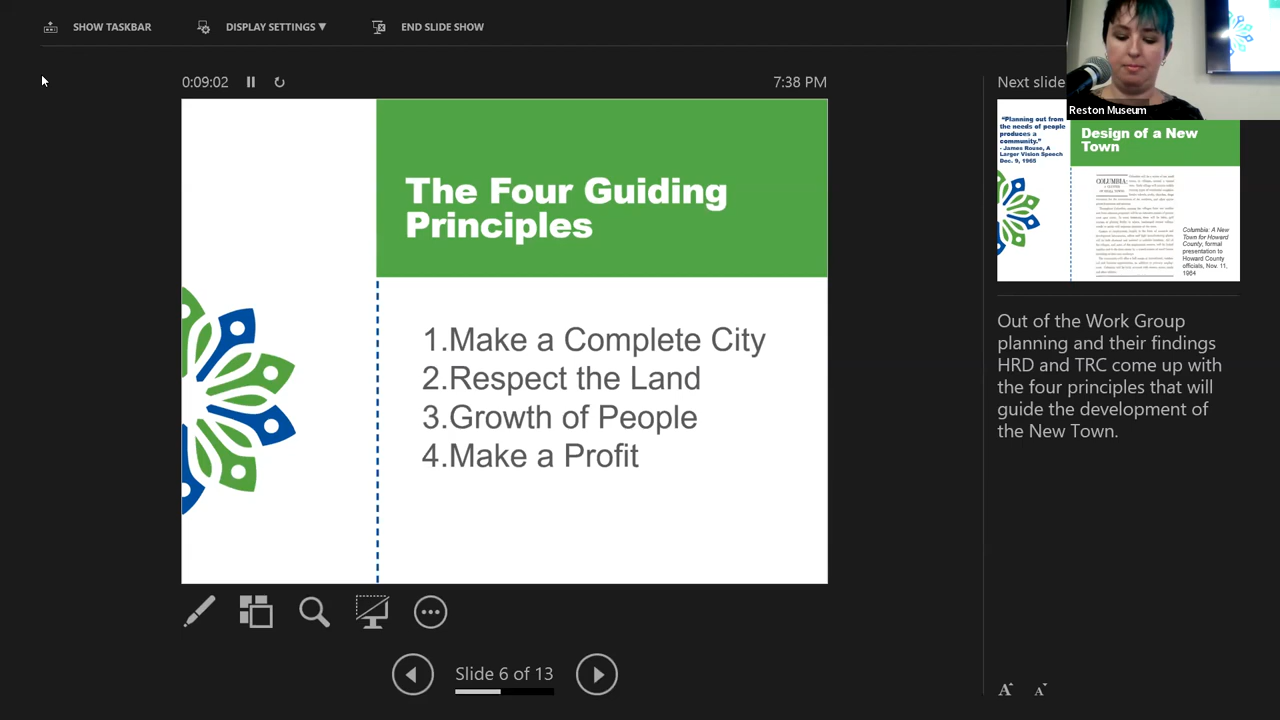 SHOW TASKBAR
DISPLAY SETTINGS ▼
END SLIDE SHOW
0:09:02
7:38 PM
Next slide
Reston Museum
The Four Guiding
Principles
1.Make a Complete City
2.Respect the Land
3.Growth of People
4.Make a Profit
"Planning out from
the needs of people
produces a
community."
- James Rouse, A
Larger Vision Speech
Dec. 9, 1965
Design of a New
Town
COLUMBIA:
Columbia: A New
Town for Howard
County, formal
presentation to
Howard County
officials, Nov. 11,
1964
Out of the Work Group
planning and their findings
HRD and TRC come up with
the four principles that will
guide the development of
the New Town.
Slide 6 of 13
A
A